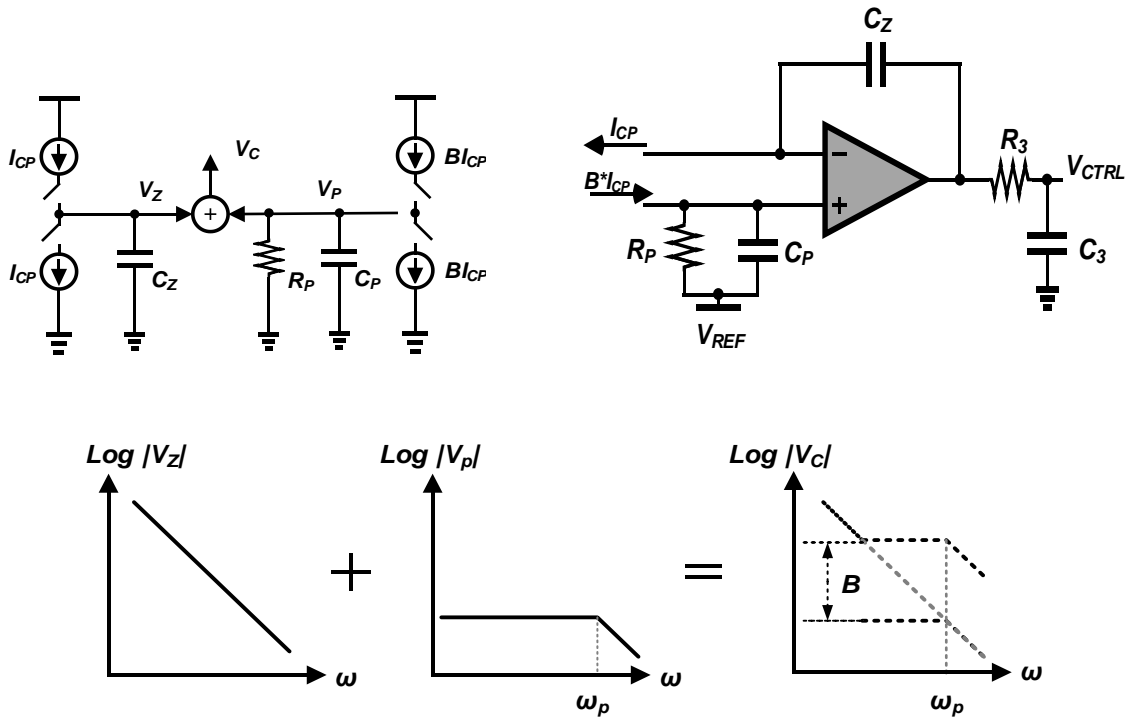 I_CP
V_Z
V_C
V_P
BI_CP
+
I_CP
C_Z
R_P
C_P
BI_CP
C_Z
I_CP
B*I_CP
−
+
R_P
C_P
V_REF
R_3
V_CTRL
C_3
Log |V_Z|
ω
+
Log |V_p|
ω_p
ω
=
Log |V_C|
B
ω_p
ω